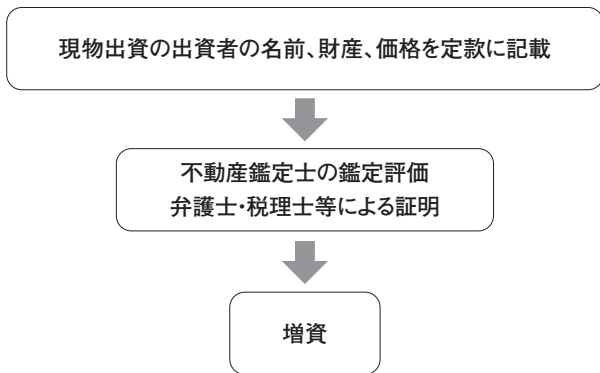 現物出資の出資者の名前、財産、価格を定款に記載
不動産鑑定士の鑑定評価
弁護士・税理士等による証明
増資